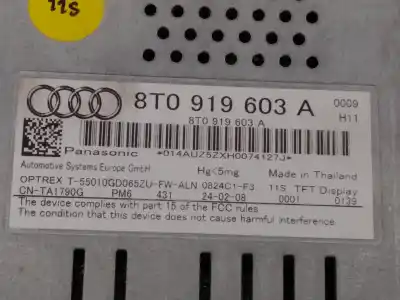 11S
8T0 919 603 A
0009
H11
8T0 919 603 A
Panasonic *014AUZ5ZXH0074127J*
Automotive Systems Europe GmbH Hg<5mg Made in Thailand
OPTREX T-55010GD065ZU-FW-ALN 0824C1-F3 11S TFT Display
CN-TA1790G PM6 431 24-02-08 0001 0139
The device complies with part 15 of the FCC rules
The condition that this device does not cause harmful interference.